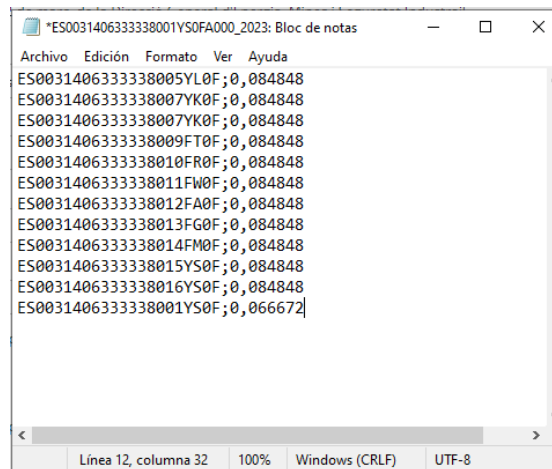 *ES0031406333338001YS0FA000_2023: Bloc de notas
Archivo Edición Formato Ver Ayuda
ES0031406333338005YL0F;0,084848
ES0031406333338007YK0F;0,084848
ES0031406333338007YK0F;0,084848
ES0031406333338009FT0F;0,084848
ES0031406333338010FR0F;0,084848
ES0031406333338011FW0F;0,084848
ES0031406333338012FA0F;0,084848
ES0031406333338013FG0F;0,084848
ES0031406333338014FM0F;0,084848
ES0031406333338015YS0F;0,084848
ES0031406333338016YS0F;0,084848
ES0031406333338001YS0F;0,066672
Línea 12, columna 32 100% Windows (CRLF) UTF-8